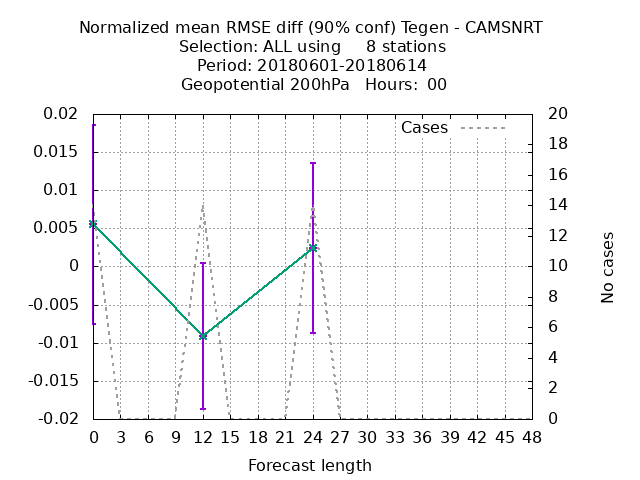 Normalized mean RMSE diff (90% conf) Tegen - CAMSNRT
Selection: ALL using 8 stations
Period: 20180601-20180614
Geopotential 200hPa Hours: 00
Cases
0.02
0.015
0.01
0.005
0
-0.005
-0.01
-0.015
-0.02
20
18
16
14
12
10
8
6
4
2
0
No cases
0 3 6 9 12 15 18 21 24 27 30 33 36 39 42 45 48
Forecast length